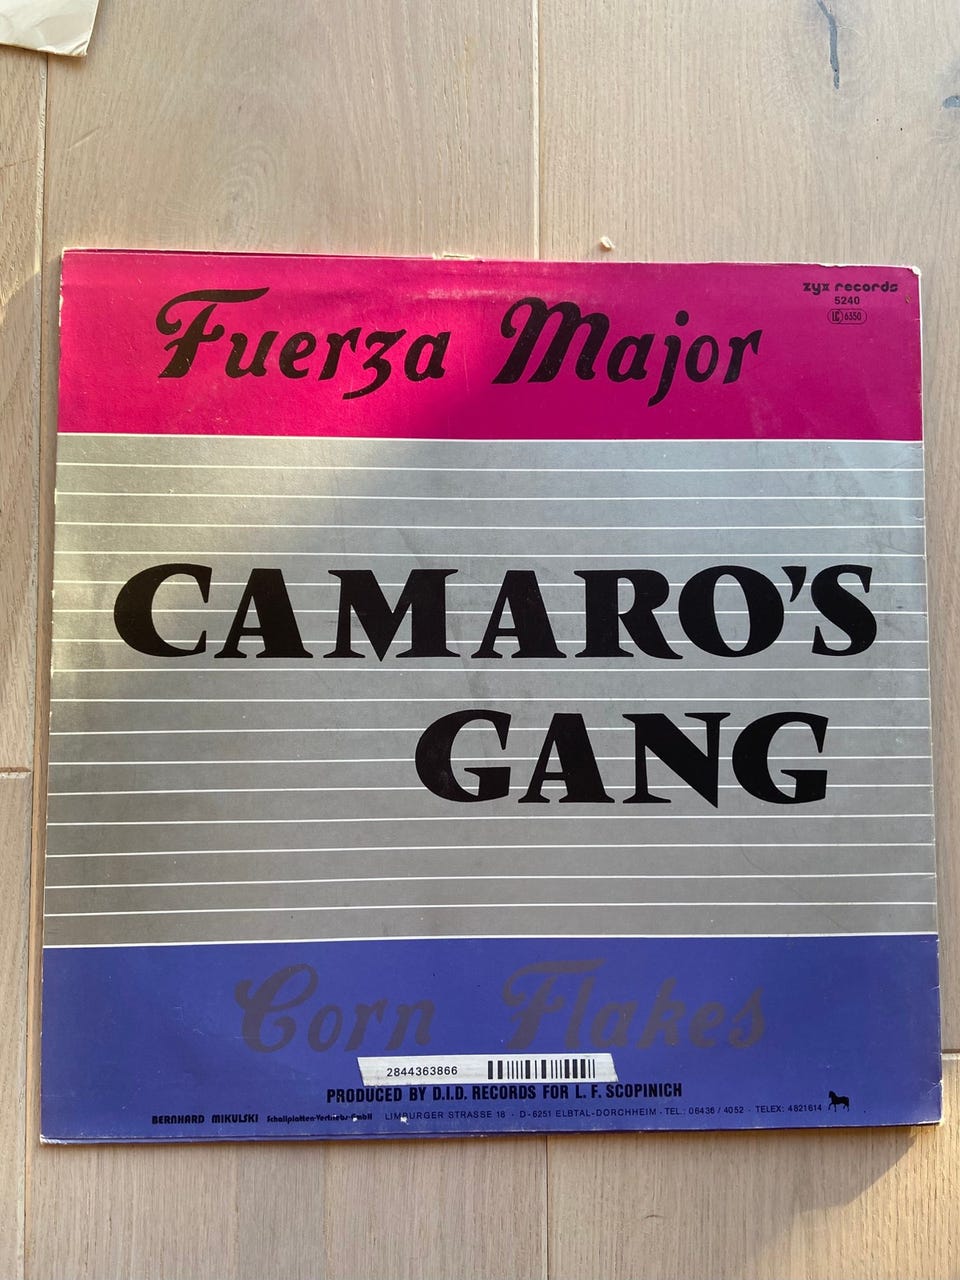 zyx records
5240
LC 6350
Fuerza Major
CAMARO'S
GANG
Corn Flakes
2844363866
PRODUCED BY D.I.D. RECORDS FOR L. F. SCOPINICH
BERNHARD MIKULSKI Schallplatten-Vertriebs-GmbH LIMBURGER STRASSE 18 · D-6251 ELBTAL-DORCHHEIM · TEL.: 06436 / 4052 · TELEX: 4821614